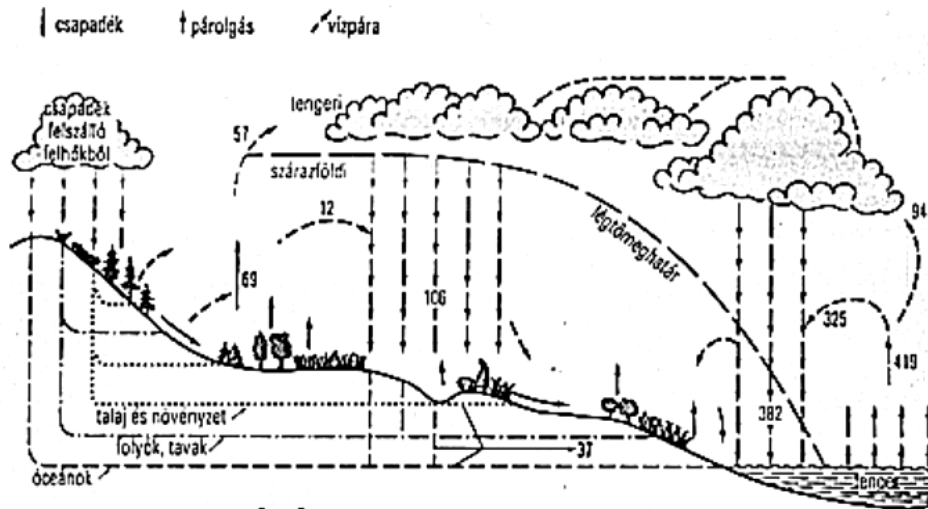 csapadék
párolgás
vízpára
csapadék
felszálló
felhőkből
tengeri
57
szárazföldi
12
légtömeghatár
94
69
106
325
419
382
talaj és növényzet
folyók, tavak
37
óceánok
tenger